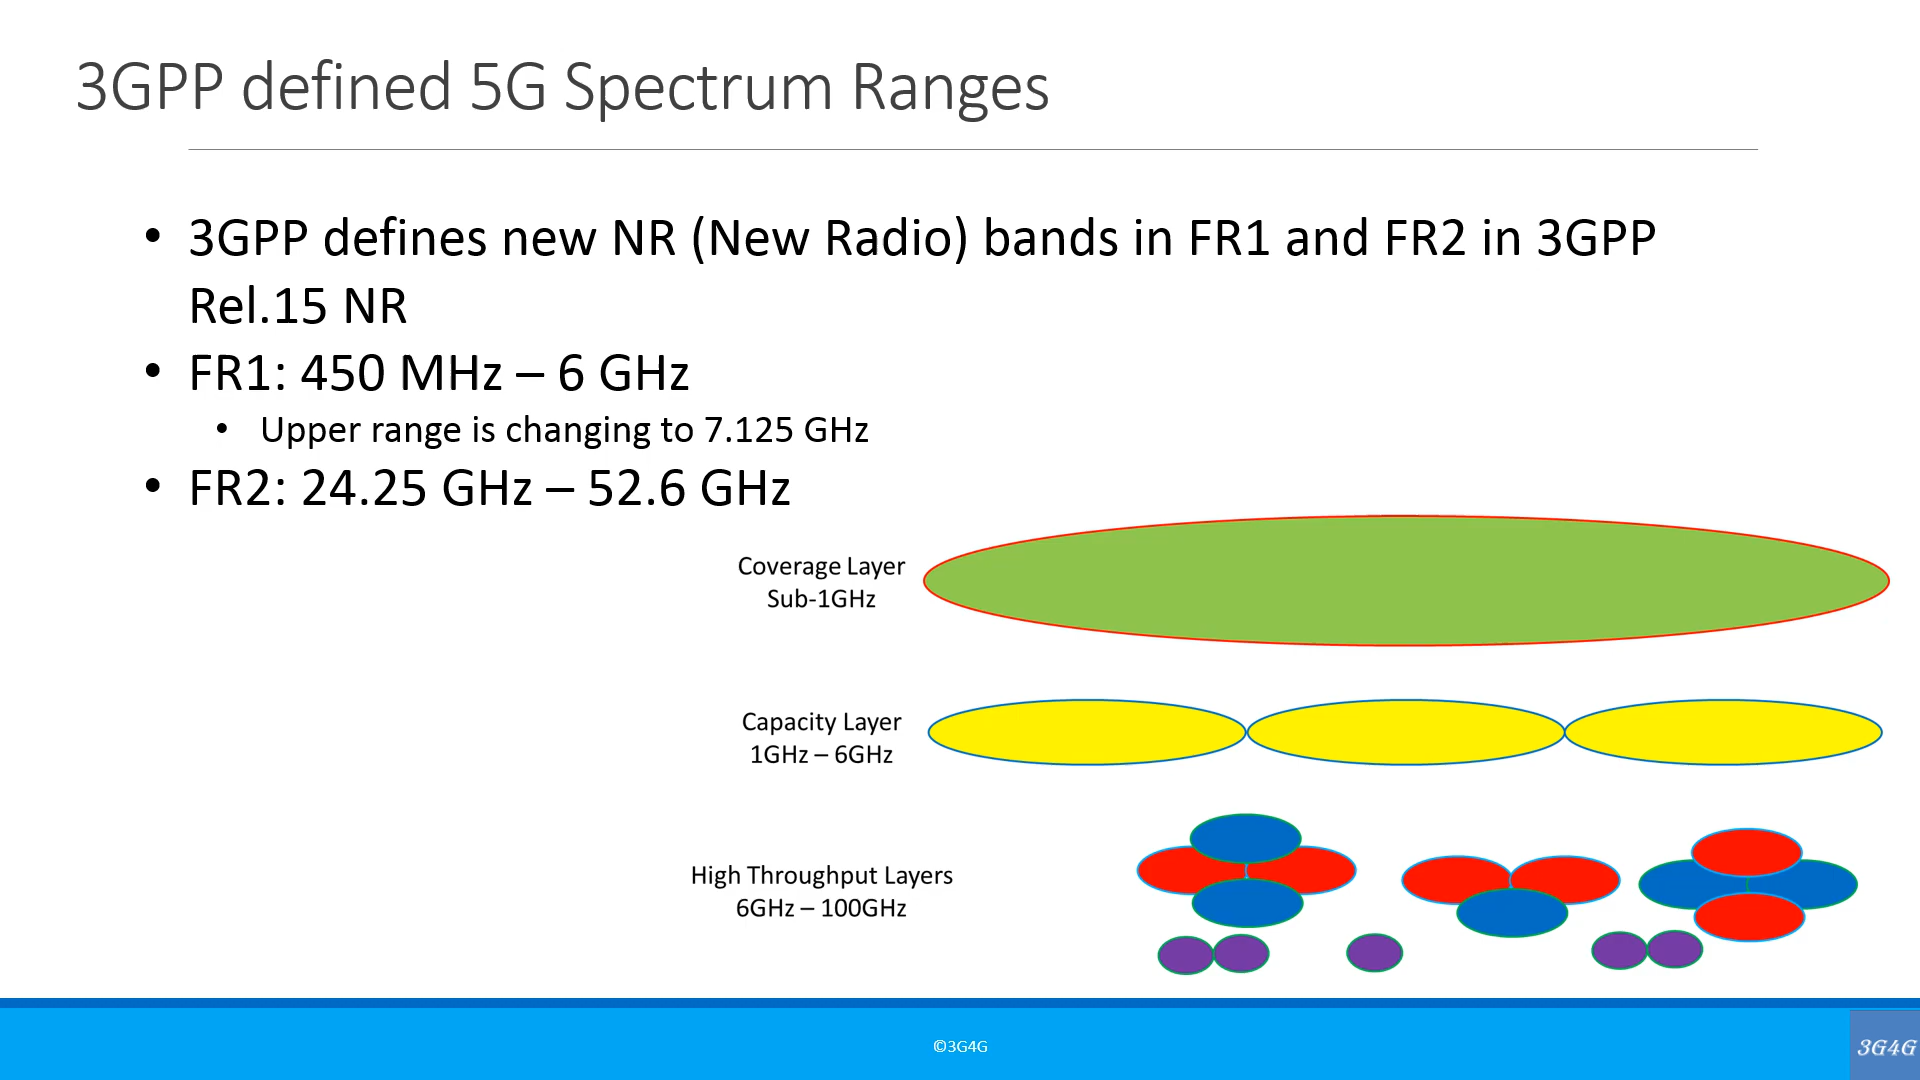 3GPP defined 5G Spectrum Ranges
• 3GPP defines new NR (New Radio) bands in FR1 and FR2 in 3GPP
Rel.15 NR
• FR1: 450 MHz – 6 GHz
• Upper range is changing to 7.125 GHz
• FR2: 24.25 GHz – 52.6 GHz
Coverage Layer
Sub-1GHz
Capacity Layer
1GHz – 6GHz
High Throughput Layers
6GHz – 100GHz
©3G4G
3G4G